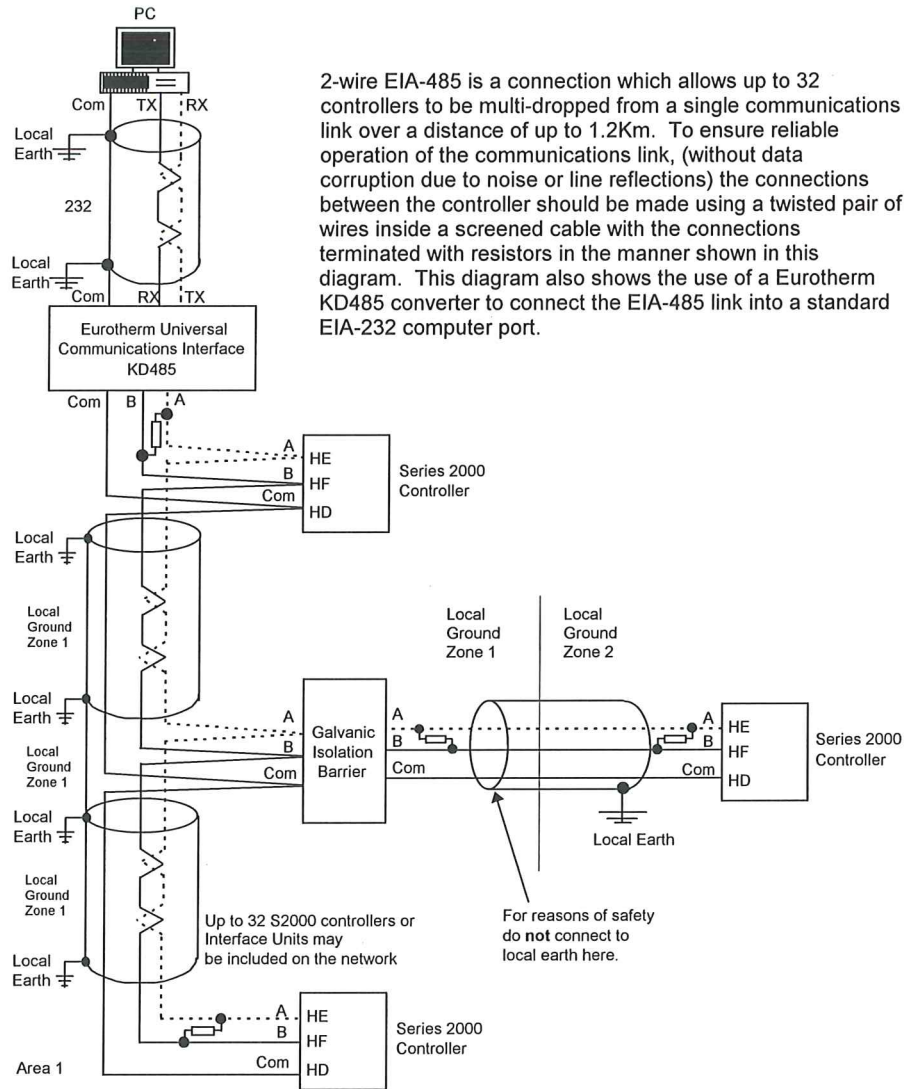 PC
Com TX RX
Local
Earth
232
Local
Earth
Com RX TX
Eurotherm Universal
Communications Interface
KD485
2-wire EIA-485 is a connection which allows up to 32
controllers to be multi-dropped from a single communications
link over a distance of up to 1.2Km. To ensure reliable
operation of the communications link, (without data
corruption due to noise or line reflections) the connections
between the controller should be made using a twisted pair of
wires inside a screened cable with the connections
terminated with resistors in the manner shown in this
diagram. This diagram also shows the use of a Eurotherm
KD485 converter to connect the EIA-485 link into a standard
EIA-232 computer port.
Com B A
A HE
B HF
Com HD
Series 2000
Controller
Local
Earth
Local
Ground
Zone 1
Local
Earth
Local
Ground
Zone 1
A
B
Com
Galvanic
Isolation
Barrier
A
B
Com
Local
Ground
Zone 1
Local
Ground
Zone 2
A HE
B HF
Com HD
Series 2000
Controller
Local Earth
For reasons of safety
do not connect to
local earth here.
Local
Earth
Local
Ground
Zone 1
Up to 32 S2000 controllers or
Interface Units may
be included on the network
Local
Earth
A HE
B HF
Com HD
Series 2000
Controller
Area 1